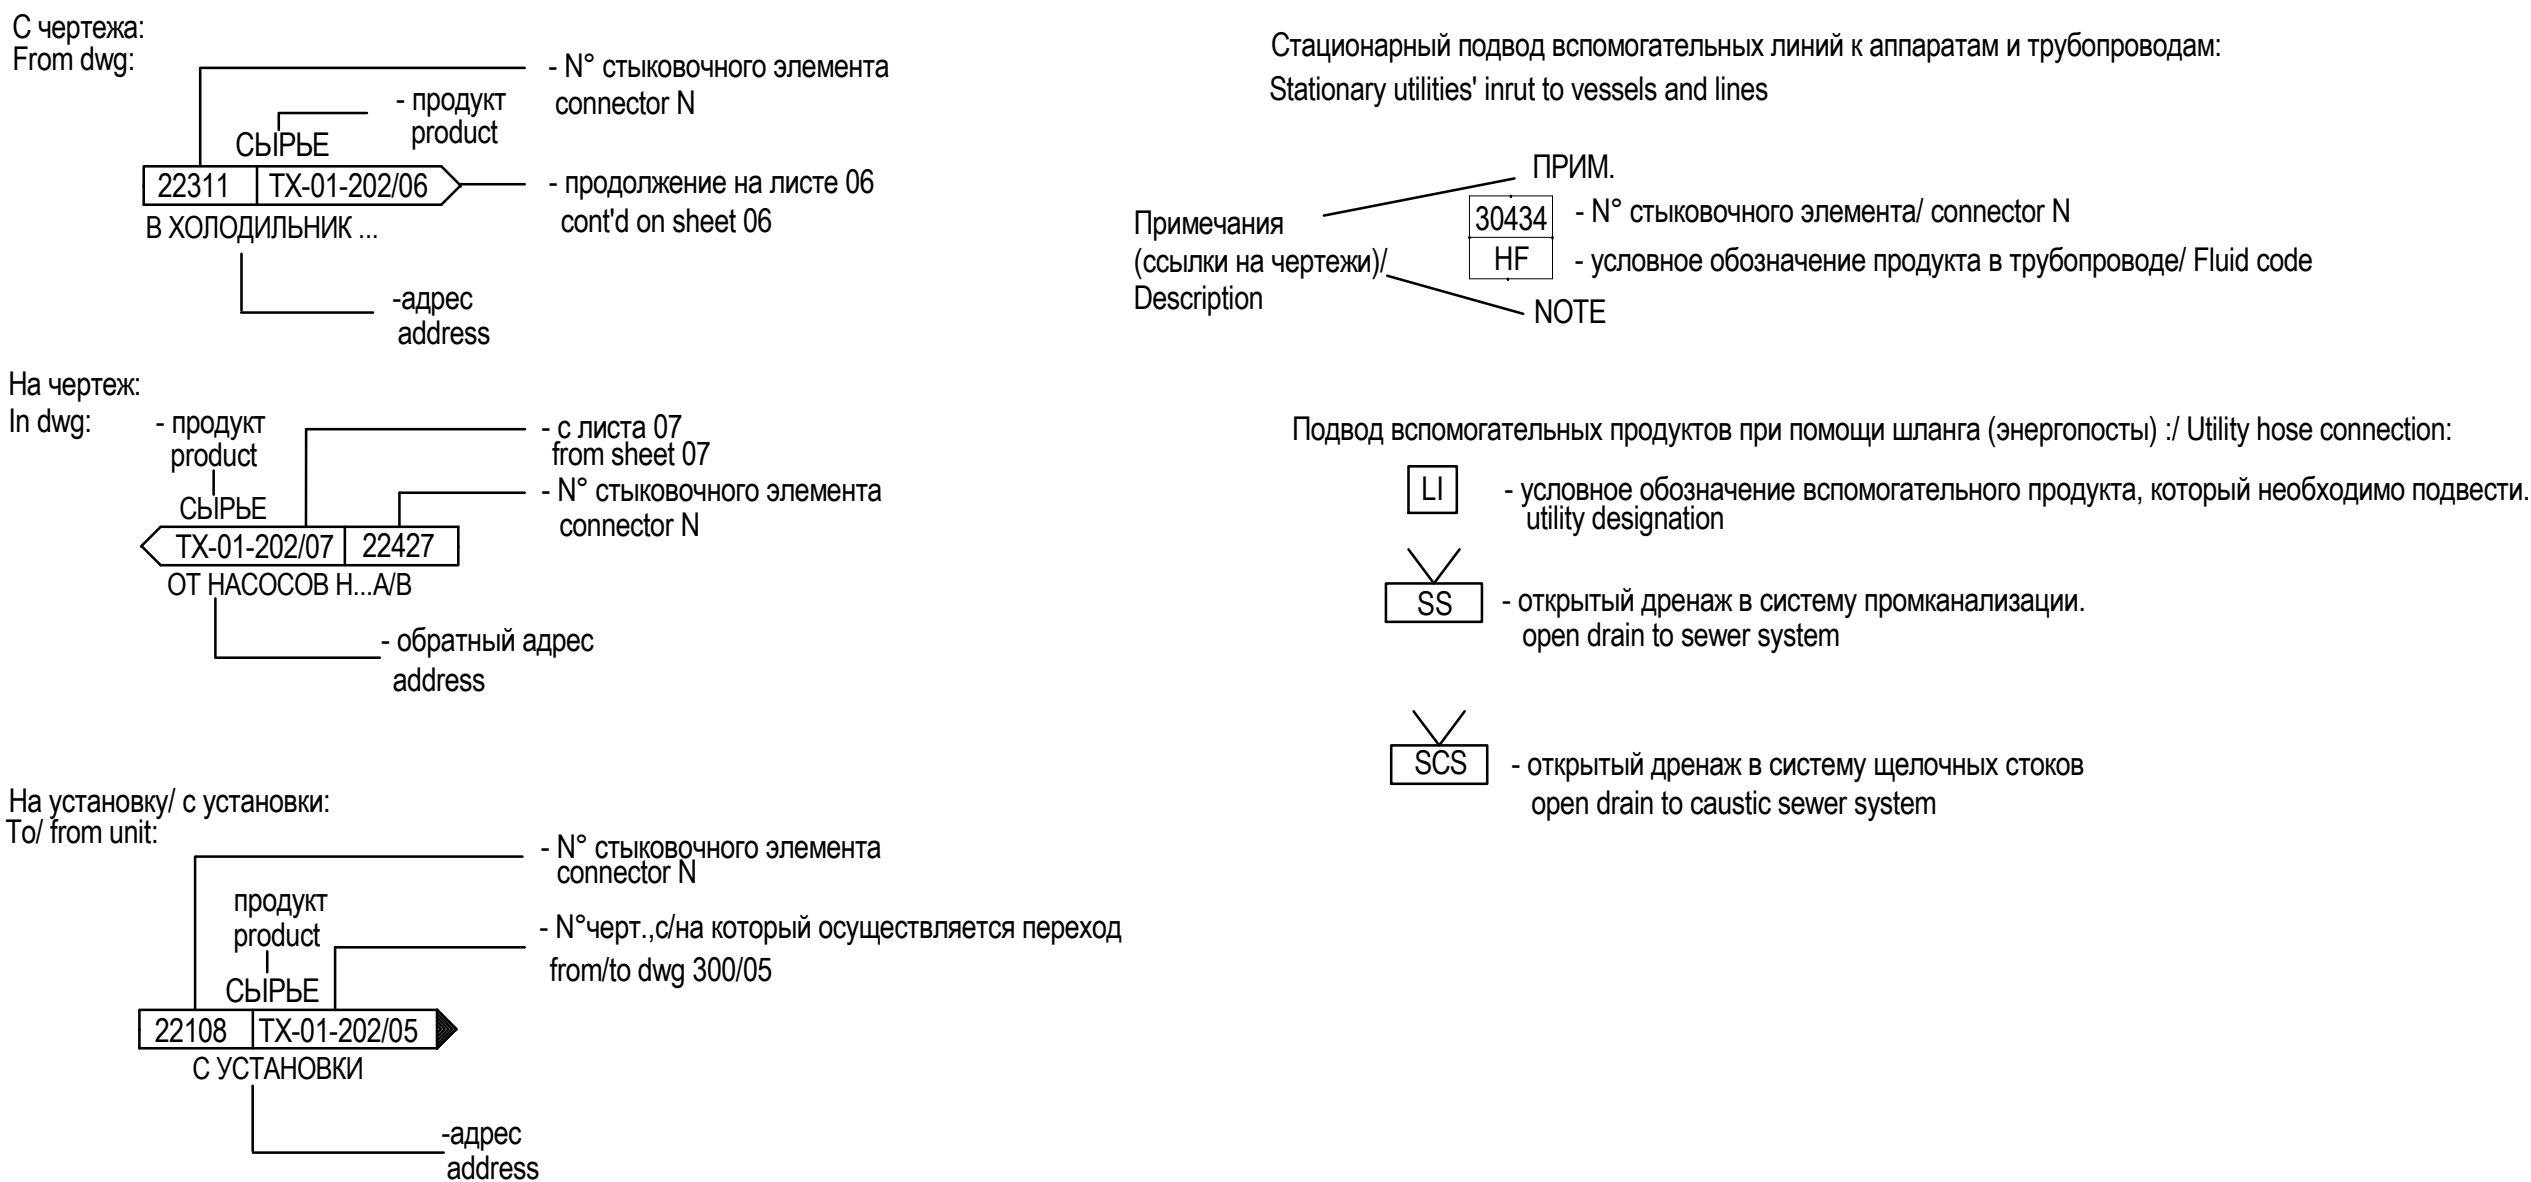 С чертежа:
From dwg:
- N° стыковочного элемента
connector N
- продукт
product
СЫРЬЕ
22311 TX-01-202/06
- продолжение на листе 06
cont'd on sheet 06
В ХОЛОДИЛЬНИК ...
-адрес
address
На чертеж:
In dwg:
- продукт
product
- с листа 07
from sheet 07
- N° стыковочного элемента
connector N
СЫРЬЕ
TX-01-202/07 22427
ОТ НАСОСОВ Н...А/В
- обратный адрес
address
На установку/ с установки:
To/ from unit:
- N° стыковочного элемента
connector N
продукт
product
- N°черт.,с/на который осуществляется переход
from/to dwg 300/05
СЫРЬЕ
22108 TX-01-202/05
С УСТАНОВКИ
-адрес
address
Стационарный подвод вспомогательных линий к аппаратам и трубопроводам:
Stationary utilities' inrut to vessels and lines
ПРИМ.
Примечания
(ссылки на чертежи)/
Description
30434
- N° стыковочного элемента/ connector N
HF
- условное обозначение продукта в трубопроводе/ Fluid code
NOTE
Подвод вспомогательных продуктов при помощи шланга (энергопосты) :/ Utility hose connection:
LI
- условное обозначение вспомогательного продукта, который необходимо подвести.
utility designation
SS
- открытый дренаж в систему промканализации.
open drain to sewer system
SCS
- открытый дренаж в систему щелочных стоков
open drain to caustic sewer system